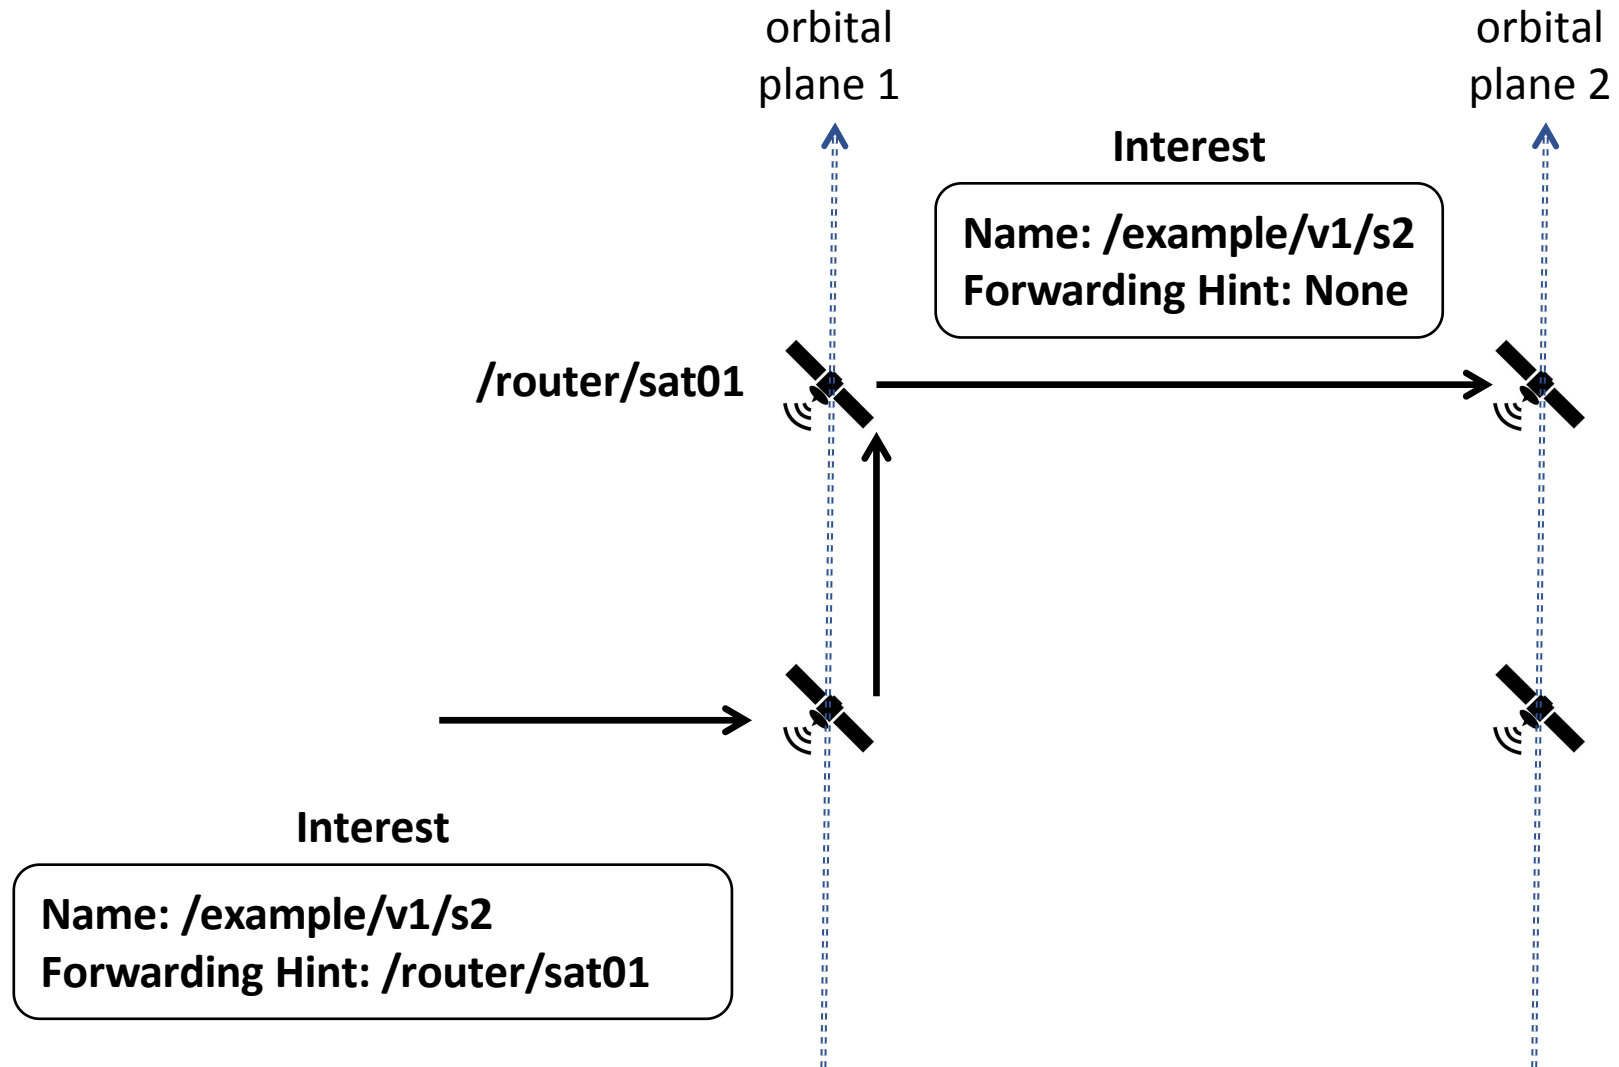 orbital
plane 1
orbital
plane 2
Interest
Name: /example/v1/s2
Forwarding Hint: None
/router/sat01
Interest
Name: /example/v1/s2
Forwarding Hint: /router/sat01